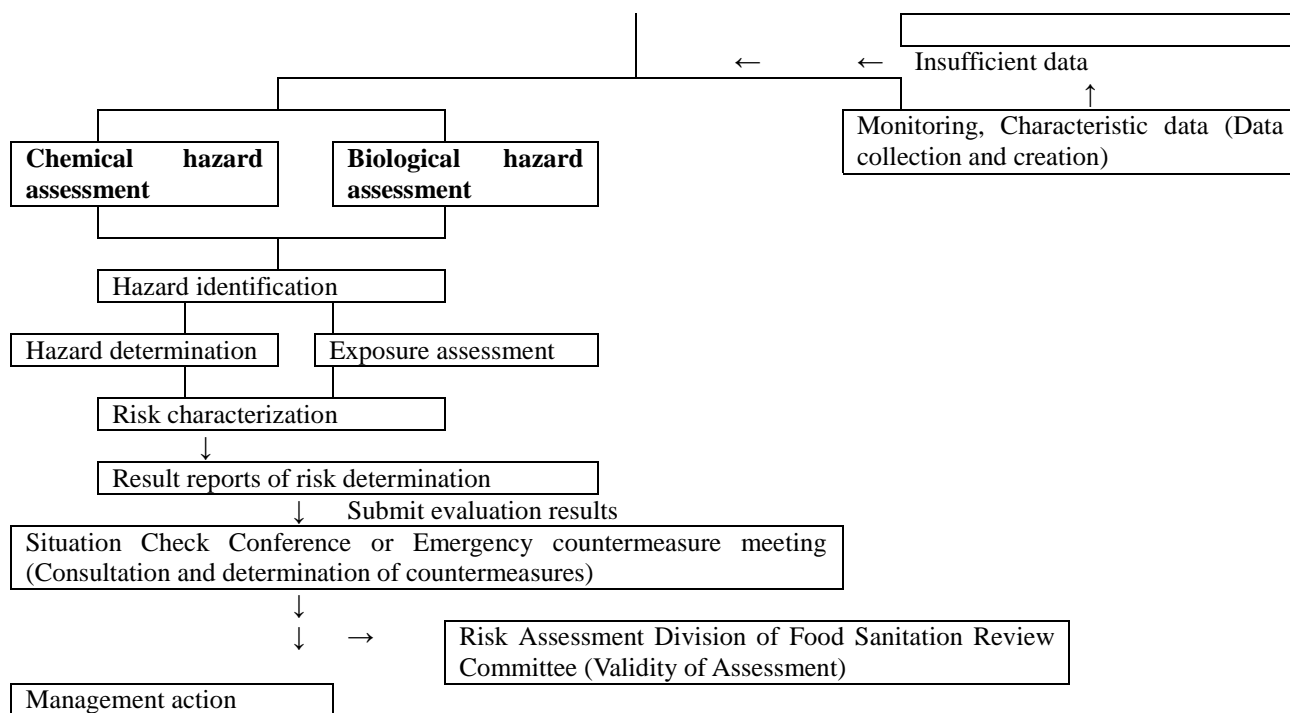 ← ← Insufficient data
↑
Monitoring, Characteristic data (Data
collection and creation)
Chemical hazard
assessment
Biological hazard
assessment
Hazard identification
Hazard determination
Exposure assessment
Risk characterization
↓
Result reports of risk determination
↓ Submit evaluation results
Situation Check Conference or Emergency countermeasure meeting
(Consultation and determination of countermeasures)
↓
↓ →
Risk Assessment Division of Food Sanitation Review
Committee (Validity of Assessment)
Management action